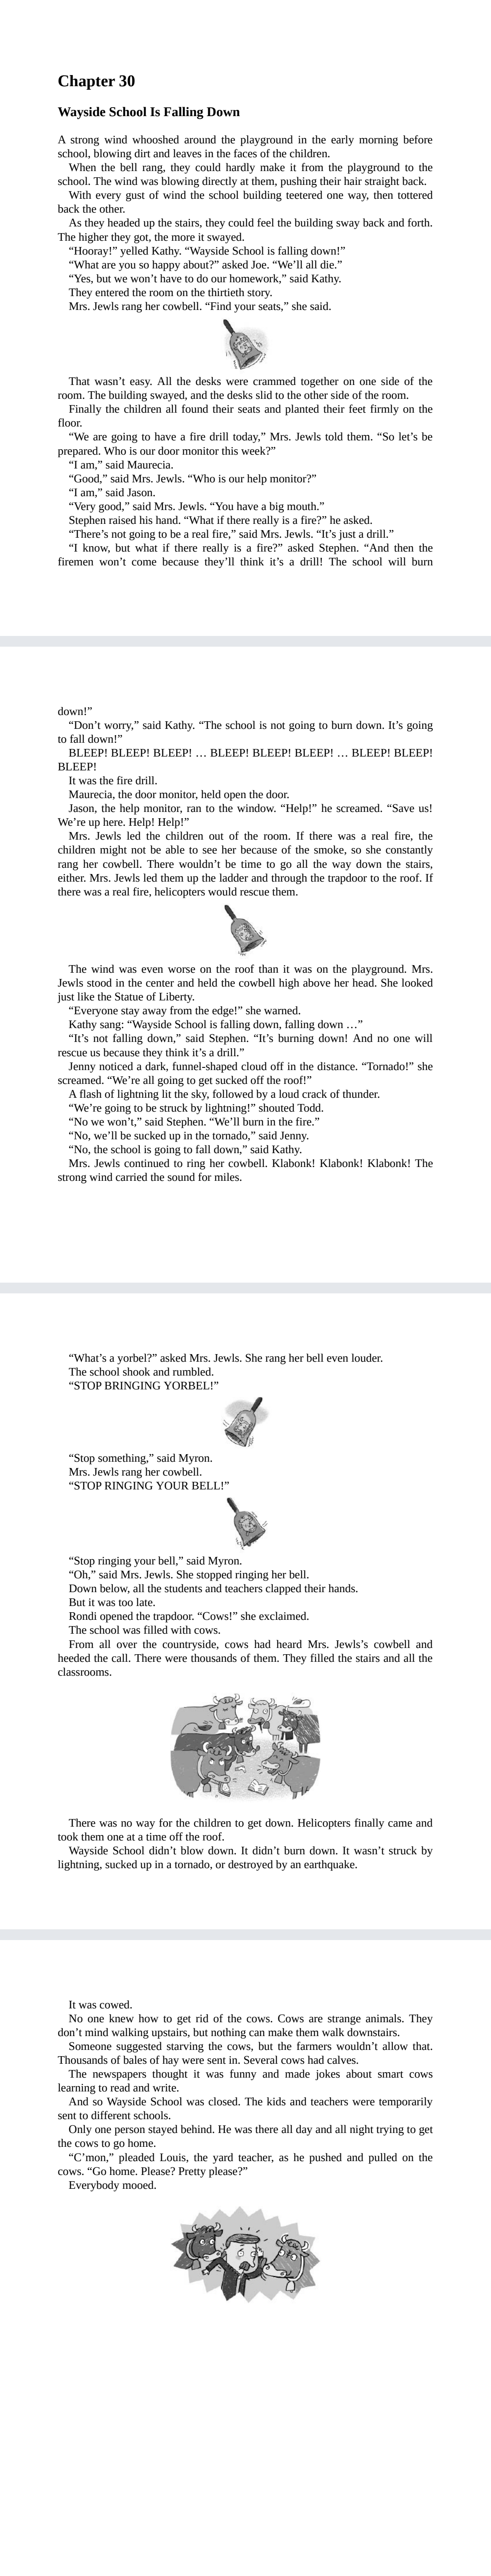 Chapter 30
Wayside School Is Falling Down
A strong wind whooshed around the playground in the early morning before
school, blowing dirt and leaves in the faces of the children.
When the bell rang, they could hardly make it from the playground to the
school. The wind was blowing directly at them, pushing their hair straight back.
With every gust of wind the school building teetered one way, then tottered
back the other.
As they headed up the stairs, they could feel the building sway back and forth.
The higher they got, the more it swayed.
“Hooray!” yelled Kathy. “Wayside School is falling down!”
“What are you so happy about?” asked Joe. “We’ll all die.”
“Yes, but we won’t have to do our homework,” said Kathy.
They entered the room on the thirtieth story.
Mrs. Jewls rang her cowbell. “Find your seats,” she said.
That wasn’t easy. All the desks were crammed together on one side of the
room. The building swayed, and the desks slid to the other side of the room.
Finally the children all found their seats and planted their feet firmly on the
floor.
“We are going to have a fire drill today,” Mrs. Jewls told them. “So let’s be
prepared. Who is our door monitor this week?”
“I am,” said Maurecia.
“Good,” said Mrs. Jewls. “Who is our help monitor?”
“I am,” said Jason.
“Very good,” said Mrs. Jewls. “You have a big mouth.”
Stephen raised his hand. “What if there really is a fire?” he asked.
“There’s not going to be a real fire,” said Mrs. Jewls. “It’s just a drill.”
“I know, but what if there really is a fire?” asked Stephen. “And then the
firemen won’t come because they’ll think it’s a drill! The school will burn
down!”
“Don’t worry,” said Kathy. “The school is not going to burn down. It’s going
to fall down!”
BLEEP! BLEEP! BLEEP! … BLEEP! BLEEP! BLEEP! … BLEEP! BLEEP!
BLEEP!
It was the fire drill.
Maurecia, the door monitor, held open the door.
Jason, the help monitor, ran to the window. “Help!” he screamed. “Save us!
We’re up here. Help! Help!”
Mrs. Jewls led the children out of the room. If there was a real fire, the
children might not be able to see her because of the smoke, so she constantly
rang her cowbell. There wouldn’t be time to go all the way down the stairs,
either. Mrs. Jewls led them up the ladder and through the trapdoor to the roof. If
there was a real fire, helicopters would rescue them.
The wind was even worse on the roof than it was on the playground. Mrs.
Jewls stood in the center and held the cowbell high above her head. She looked
just like the Statue of Liberty.
“Everyone stay away from the edge!” she warned.
Kathy sang: “Wayside School is falling down, falling down …”
“It’s not falling down,” said Stephen. “It’s burning down! And no one will
rescue us because they think it’s a drill.”
Jenny noticed a dark, funnel-shaped cloud off in the distance. “Tornado!” she
screamed. “We’re all going to get sucked off the roof!”
A flash of lightning lit the sky, followed by a loud crack of thunder.
“We’re going to be struck by lightning!” shouted Todd.
“No we won’t,” said Stephen. “We’ll burn in the fire.”
“No, we’ll be sucked up in the tornado,” said Jenny.
“No, the school is going to fall down,” said Kathy.
Mrs. Jewls continued to ring her cowbell. Klabonk! Klabonk! Klabonk! The
strong wind carried the sound for miles.
“What’s a yorbel?” asked Mrs. Jewls. She rang her bell even louder.
The school shook and rumbled.
“STOP BRINGING YORBEL!”
“Stop something,” said Myron.
Mrs. Jewls rang her cowbell.
“STOP RINGING YOUR BELL!”
“Stop ringing your bell,” said Myron.
“Oh,” said Mrs. Jewls. She stopped ringing her bell.
Down below, all the students and teachers clapped their hands.
But it was too late.
Rondi opened the trapdoor. “Cows!” she exclaimed.
The school was filled with cows.
From all over the countryside, cows had heard Mrs. Jewls’s cowbell and
heeded the call. There were thousands of them. They filled the stairs and all the
classrooms.
There was no way for the children to get down. Helicopters finally came and
took them one at a time off the roof.
Wayside School didn’t blow down. It didn’t burn down. It wasn’t struck by
lightning, sucked up in a tornado, or destroyed by an earthquake.
It was cowed.
No one knew how to get rid of the cows. Cows are strange animals. They
don’t mind walking upstairs, but nothing can make them walk downstairs.
Someone suggested starving the cows, but the farmers wouldn’t allow that.
Thousands of bales of hay were sent in. Several cows had calves.
The newspapers thought it was funny and made jokes about smart cows
learning to read and write.
And so Wayside School was closed. The kids and teachers were temporarily
sent to different schools.
Only one person stayed behind. He was there all day and all night trying to get
the cows to go home.
“C’mon,” pleaded Louis, the yard teacher, as he pushed and pulled on the
cows. “Go home. Please? Pretty please?”
Everybody mooed.